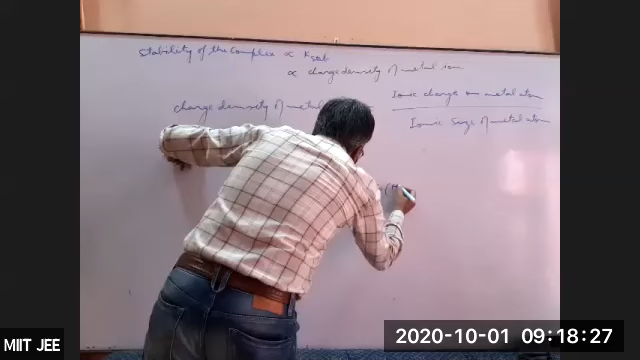 Stability of the complex ∝ Kstab
∝ charge density of metal ion
charge density of metal
Ionic charge on metal atom
Ionic Size of metal atom
MIIT JEE
2020-10-01 09:18:27